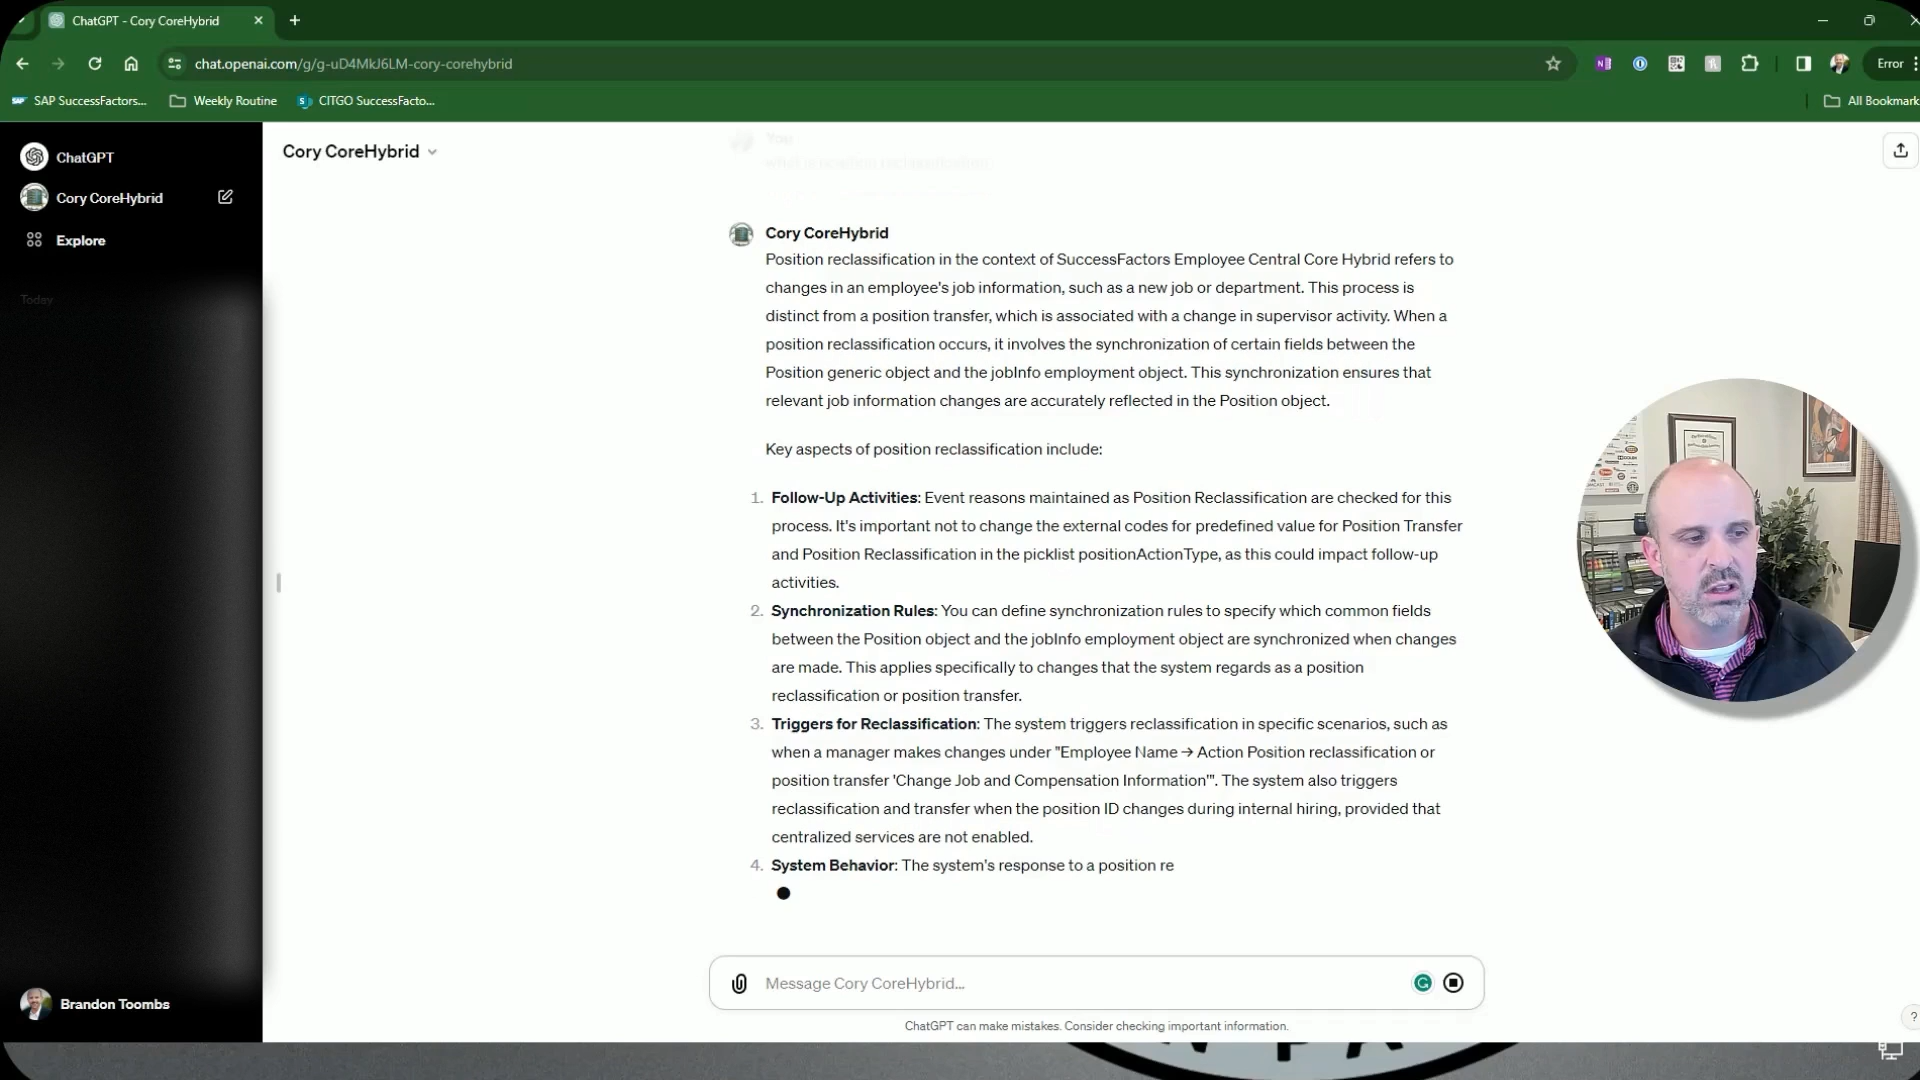 ChatGPT - Cory CoreHybrid
chat.openai.com/g/g-uD4MkJ6LM-cory-corehybrid
Error
SAP SuccessFactors...
Weekly Routine
CITGO SuccessFacto...
All Bookmark
ChatGPT
Cory CoreHybrid
Explore
Today
Brandon Toombs
Cory CoreHybrid
You
what is position reclassification
Cory CoreHybrid
Position reclassification in the context of SuccessFactors Employee Central Core Hybrid refers to
changes in an employee's job information, such as a new job or department. This process is
distinct from a position transfer, which is associated with a change in supervisor activity. When a
position reclassification occurs, it involves the synchronization of certain fields between the
Position generic object and the jobInfo employment object. This synchronization ensures that
relevant job information changes are accurately reflected in the Position object.
Key aspects of position reclassification include:
1. Follow-Up Activities: Event reasons maintained as Position Reclassification are checked for this
process. It's important not to change the external codes for predefined value for Position Transfer
and Position Reclassification in the picklist positionActionType, as this could impact follow-up
activities.
2. Synchronization Rules: You can define synchronization rules to specify which common fields
between the Position object and the jobInfo employment object are synchronized when changes
are made. This applies specifically to changes that the system regards as a position
reclassification or position transfer.
3. Triggers for Reclassification: The system triggers reclassification in specific scenarios, such as
when a manager makes changes under "Employee Name → Action Position reclassification or
position transfer 'Change Job and Compensation Information'". The system also triggers
reclassification and transfer when the position ID changes during internal hiring, provided that
centralized services are not enabled.
4. System Behavior: The system's response to a position re
Message Cory CoreHybrid...
ChatGPT can make mistakes. Consider checking important information.
?